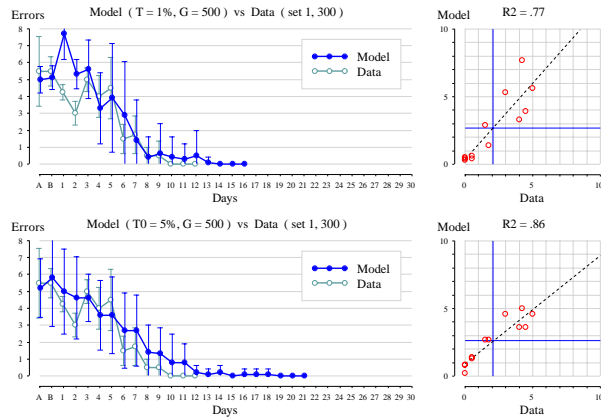 Errors Model ( T = 1%, G = 500 ) vs Data ( set 1, 300 )
8
7
6
5
4
3
2
1
0
Model
Data
A B 1 2 3 4 5 6 7 8 9 10 11 12 13 14 15 16 17 18 19 20 21 22 23 24 25 26 27 28 29 30
Days
Model R2 = .77
10
5
0
0 5 10
Data
Errors Model ( T0 = 5%, G = 500 ) vs Data ( set 1, 300 )
8
7
6
5
4
3
2
1
0
Model
Data
A B 1 2 3 4 5 6 7 8 9 10 11 12 13 14 15 16 17 18 19 20 21 22 23 24 25 26 27 28 29 30
Days
Model R2 = .86
10
5
0
0 5 10
Data